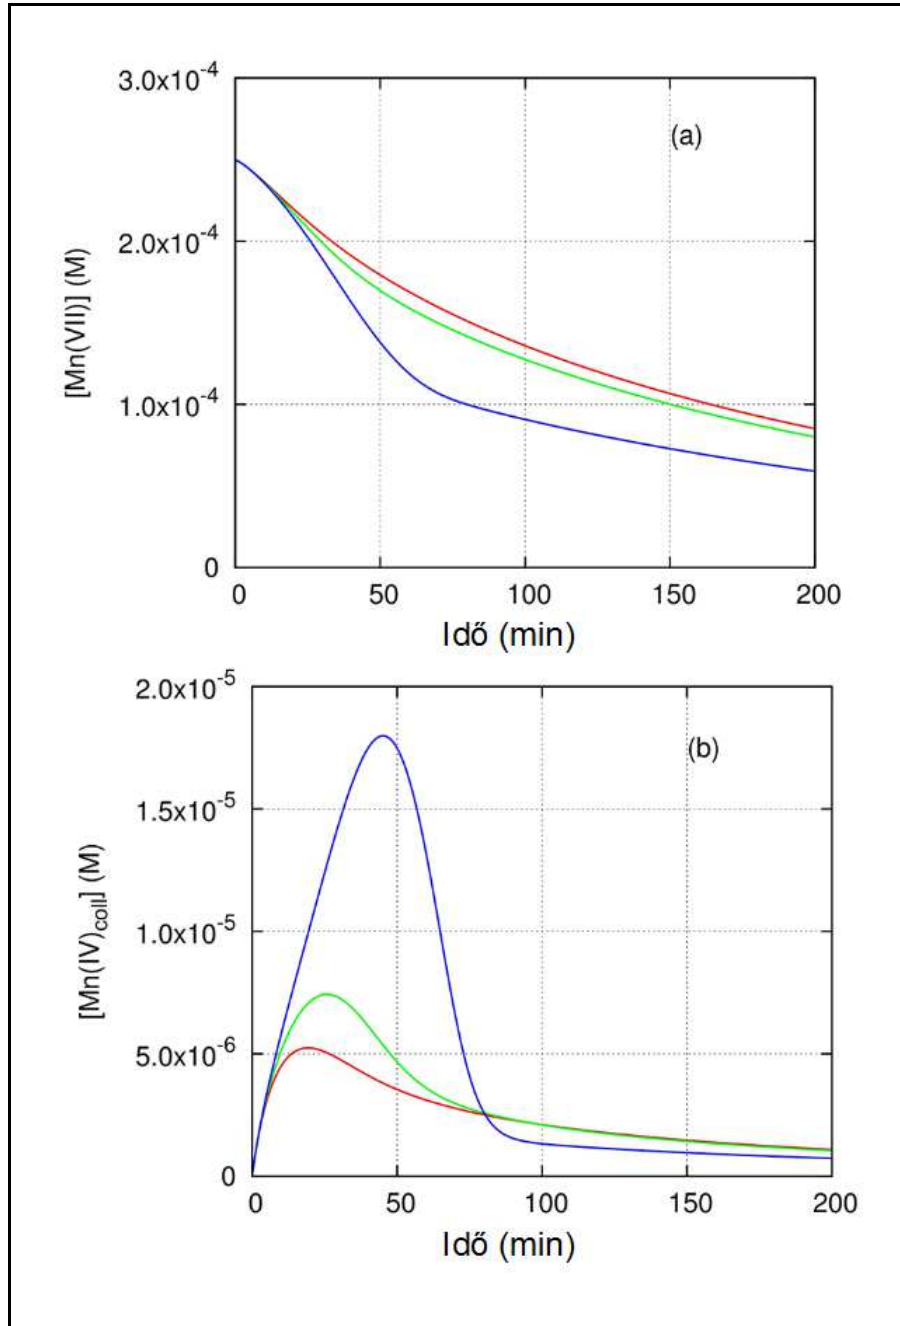 3.0x10⁻⁴
(a)
2.0x10⁻⁴
[Mn(VII)] (M)
1.0x10⁻⁴
0
0 50 100 150 200
Idő (min)
2.0x10⁻⁵
(b)
1.5x10⁻⁵
[Mn(IV)coll] (M)
1.0x10⁻⁵
5.0x10⁻⁶
0
0 50 100 150 200
Idő (min)